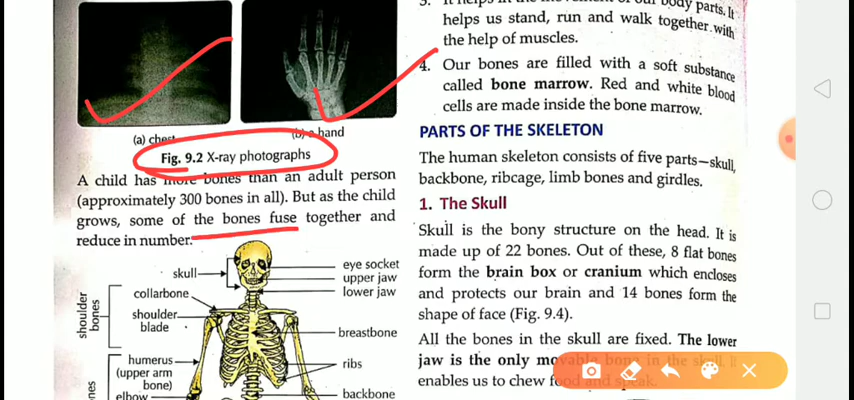 (a) chest
(b) a hand
Fig. 9.2 X-ray photographs
A child has more bones than an adult person
(approximately 300 bones in all). But as the child
grows, some of the bones fuse together and
reduce in number.
skull
collarbone
shoulder
blade
shoulder
bones
humerus
(upper arm
bone)
elbow
eye socket
upper jaw
lower jaw
breastbone
ribs
backbone
body parts. It
helps us stand, run and walk together with
the help of muscles.
4. Our bones are filled with a soft substance
called bone marrow. Red and white blood
cells are made inside the bone marrow.
PARTS OF THE SKELETON
The human skeleton consists of five parts–skull,
backbone, ribcage, limb bones and girdles.
1. The Skull
Skull is the bony structure on the head. It is
made up of 22 bones. Out of these, 8 flat bones
form the brain box or cranium which encloses
and protects our brain and 14 bones form the
shape of face (Fig. 9.4).
All the bones in the skull are fixed. The lower
jaw is the only movable bone in the skull. It
enables us to chew food and speak.